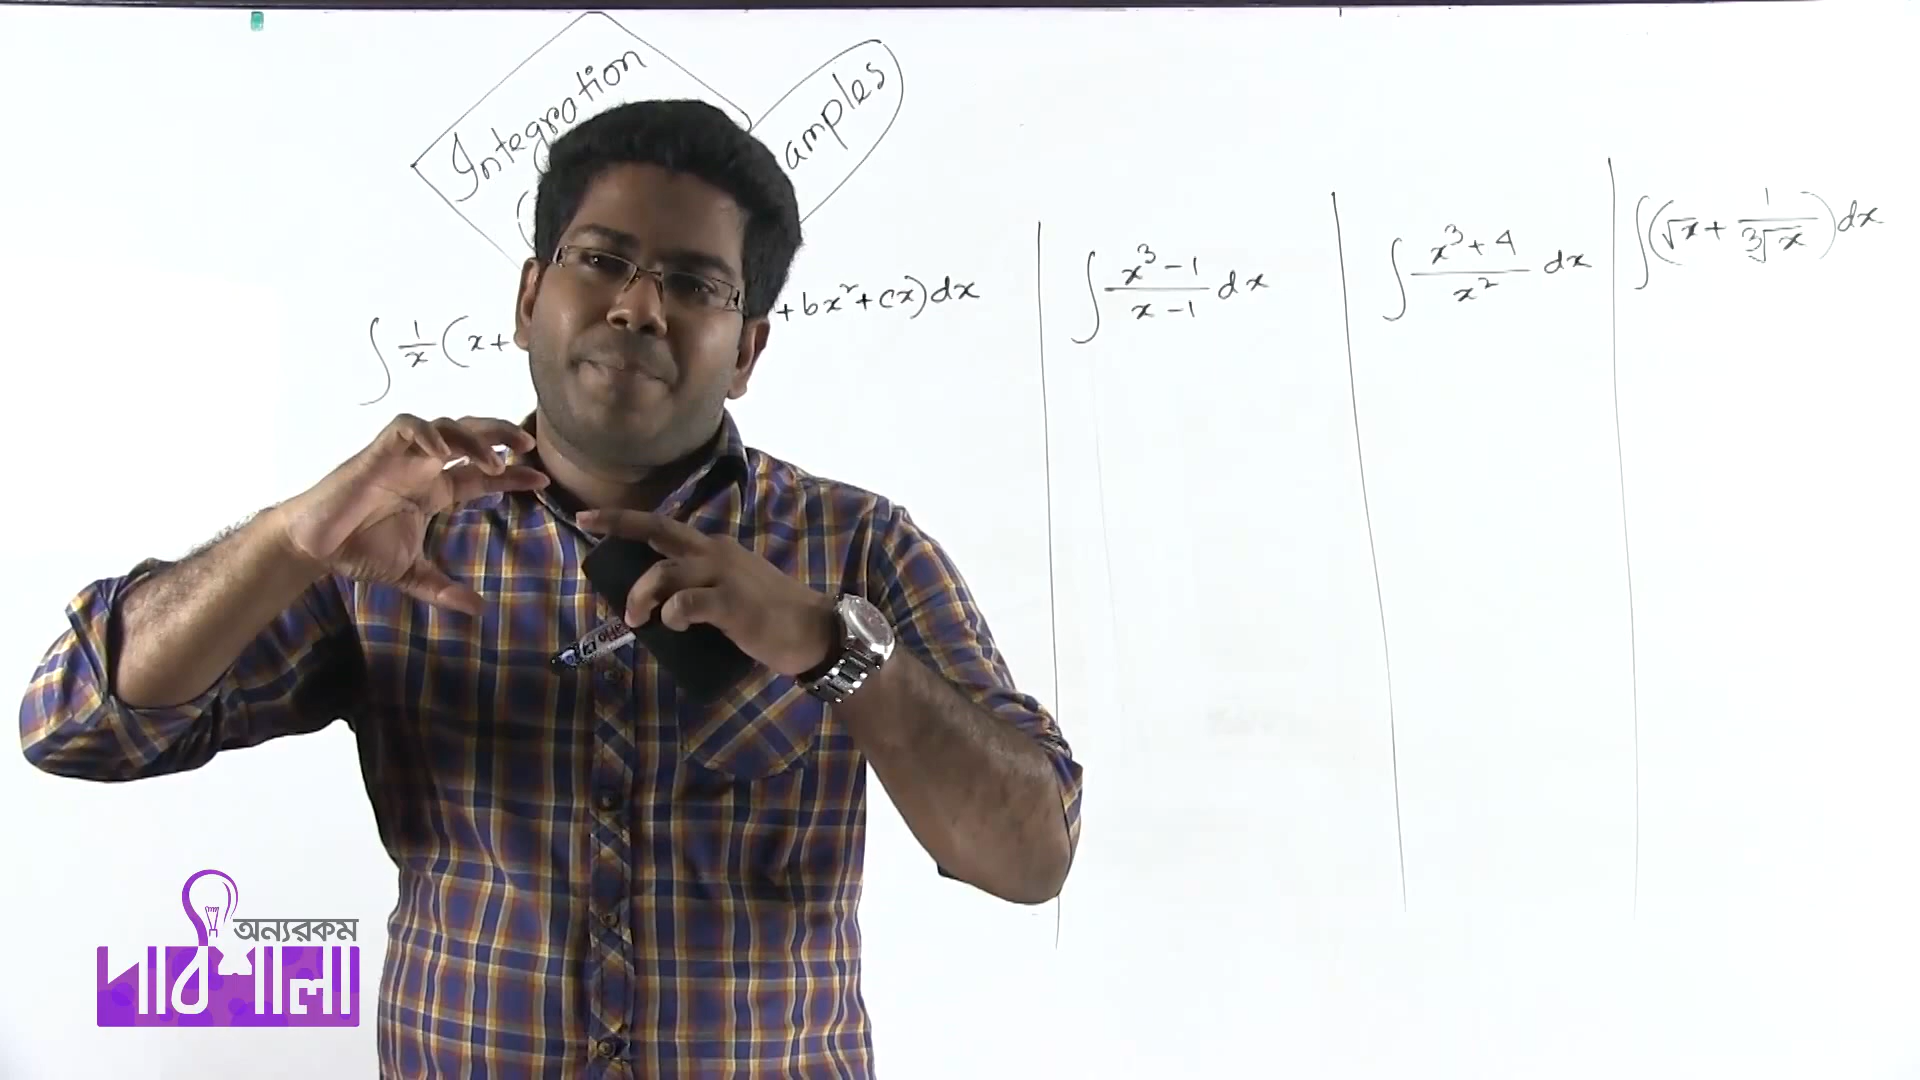 Integration
amples
∫ 1/x (x+
+ bx² + cx) dx
∫ (x³ - 1)/(x - 1) dx
∫ (x³ + 4)/x² dx
∫ (√x + 1/∛x) dx
অন্যরকম
পাঠশালা